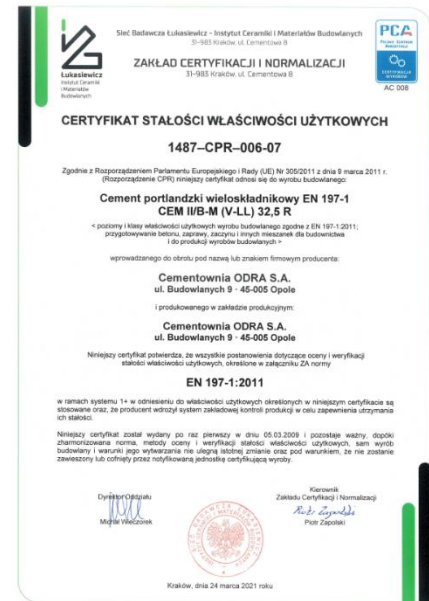 Sieć Badawcza Łukasiewicz - Instytut Ceramiki i Materiałów Budowlanych
31-983 Kraków, ul. Cementowa 8
ZAKŁAD CERTYFIKACJI I NORMALIZACJI
31-983 Kraków, ul. Cementowa 8
Łukasiewicz
Instytut Ceramiki
i Materiałów
Budowlanych
PCA
POLSKIE CENTRUM
AKREDYTACJI
CERTYFIKACJA
WYROBÓW
AC 008
CERTYFIKAT STAŁOŚCI WŁAŚCIWOŚCI UŻYTKOWYCH
1487–CPR–006-07
Zgodnie z Rozporządzeniem Parlamentu Europejskiego i Rady (UE) Nr 305/2011 z dnia 9 marca 2011 r.
(Rozporządzenie CPR) niniejszy certyfikat odnosi się do wyrobu budowlanego:
Cement portlandzki wieloskładnikowy EN 197-1
CEM II/B-M (V-LL) 32,5 R
< poziomy i klasy właściwości użytkowych wyrobu budowlanego zgodne z EN 197-1:2011;
przygotowywanie betonu, zaprawy, zaczynu i innych mieszanek dla budownictwa
i do produkcji wyrobów budowlanych >
wprowadzanego do obrotu pod nazwą lub znakiem firmowym producenta:
Cementownia ODRA S.A.
ul. Budowlanych 9 · 45-005 Opole
i produkowanego w zakładzie produkcyjnym:
Cementownia ODRA S.A.
ul. Budowlanych 9 · 45-005 Opole
Niniejszy certyfikat potwierdza, że wszystkie postanowienia dotyczące oceny i weryfikacji
stałości właściwości użytkowych, określone w załączniku ZA normy
EN 197-1:2011
w ramach systemu 1+ w odniesieniu do właściwości użytkowych określonych w niniejszym certyfikacie są
stosowane oraz, że producent wdrożył system zakładowej kontroli produkcji w celu zapewnienia utrzymania
ich stałości.
Niniejszy certyfikat został wydany po raz pierwszy w dniu 05.03.2009 i pozostaje ważny, dopóki
zharmonizowana norma, metody oceny i weryfikacji stałości właściwości użytkowych, sam wyrób
budowlany i warunki jego wytwarzania nie ulegną istotnej zmianie oraz pod warunkiem, że nie zostanie
zawieszony lub cofnięty przez notyfikowaną jednostkę certyfikującą wyroby.
Dyrektor Oddziału
Michał Wieczorek
Kierownik
Zakładu Certyfikacji i Normalizacji
Piotr Zapolski
Kraków, dnia 24 marca 2021 roku